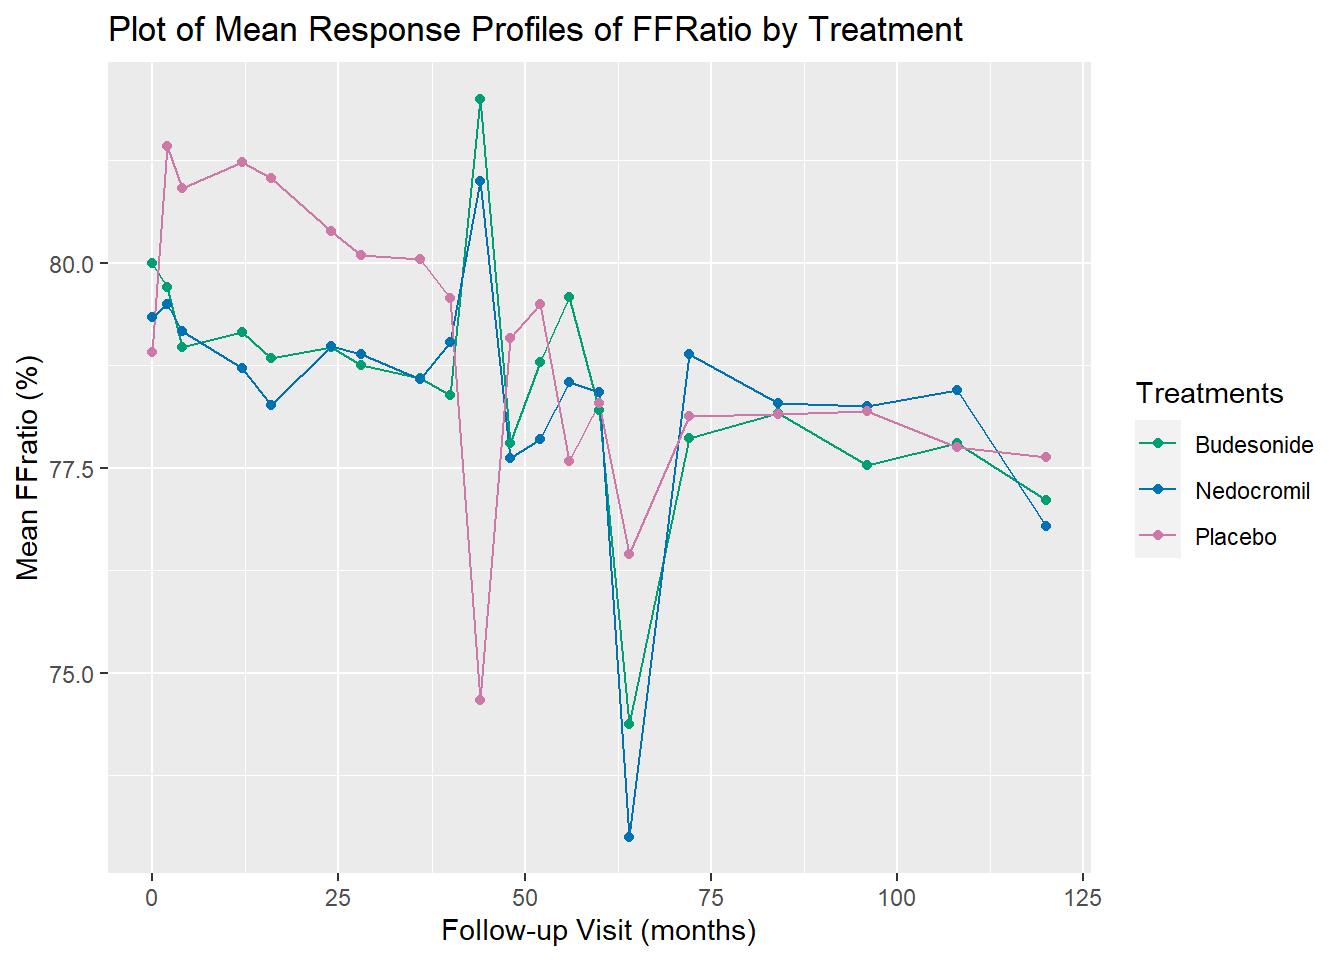 Plot of Mean Response Profiles of FFRatio by Treatment
Mean FFratio (%)
80.0
77.5
75.0
0 25 50 75 100 125
Follow-up Visit (months)
Treatments
Budesonide
Nedocromil
Placebo